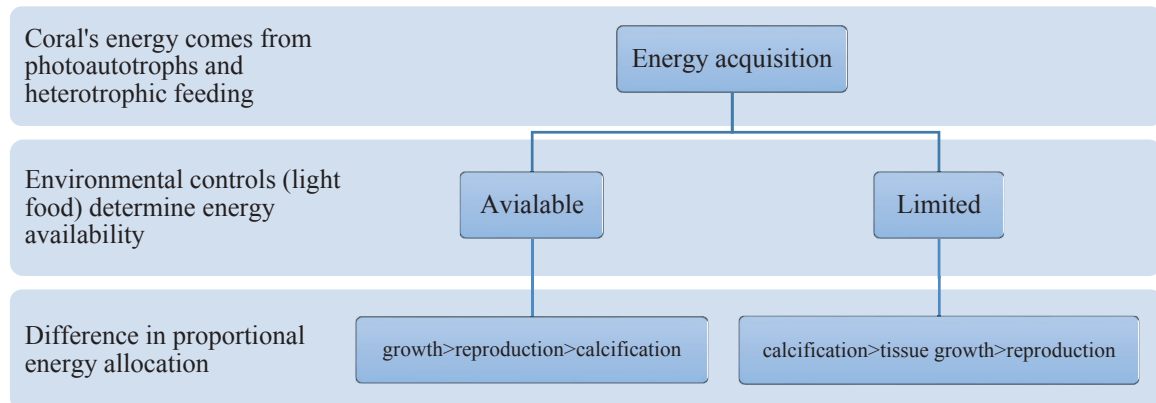 Coral's energy comes from
photoautotrophs and
heterotrophic feeding
Energy acquisition
Environmental controls (light
food) determine energy
availability
Avialable
Limited
Difference in proportional
energy allocation
growth>reproduction>calcification
calcification>tissue growth>reproduction